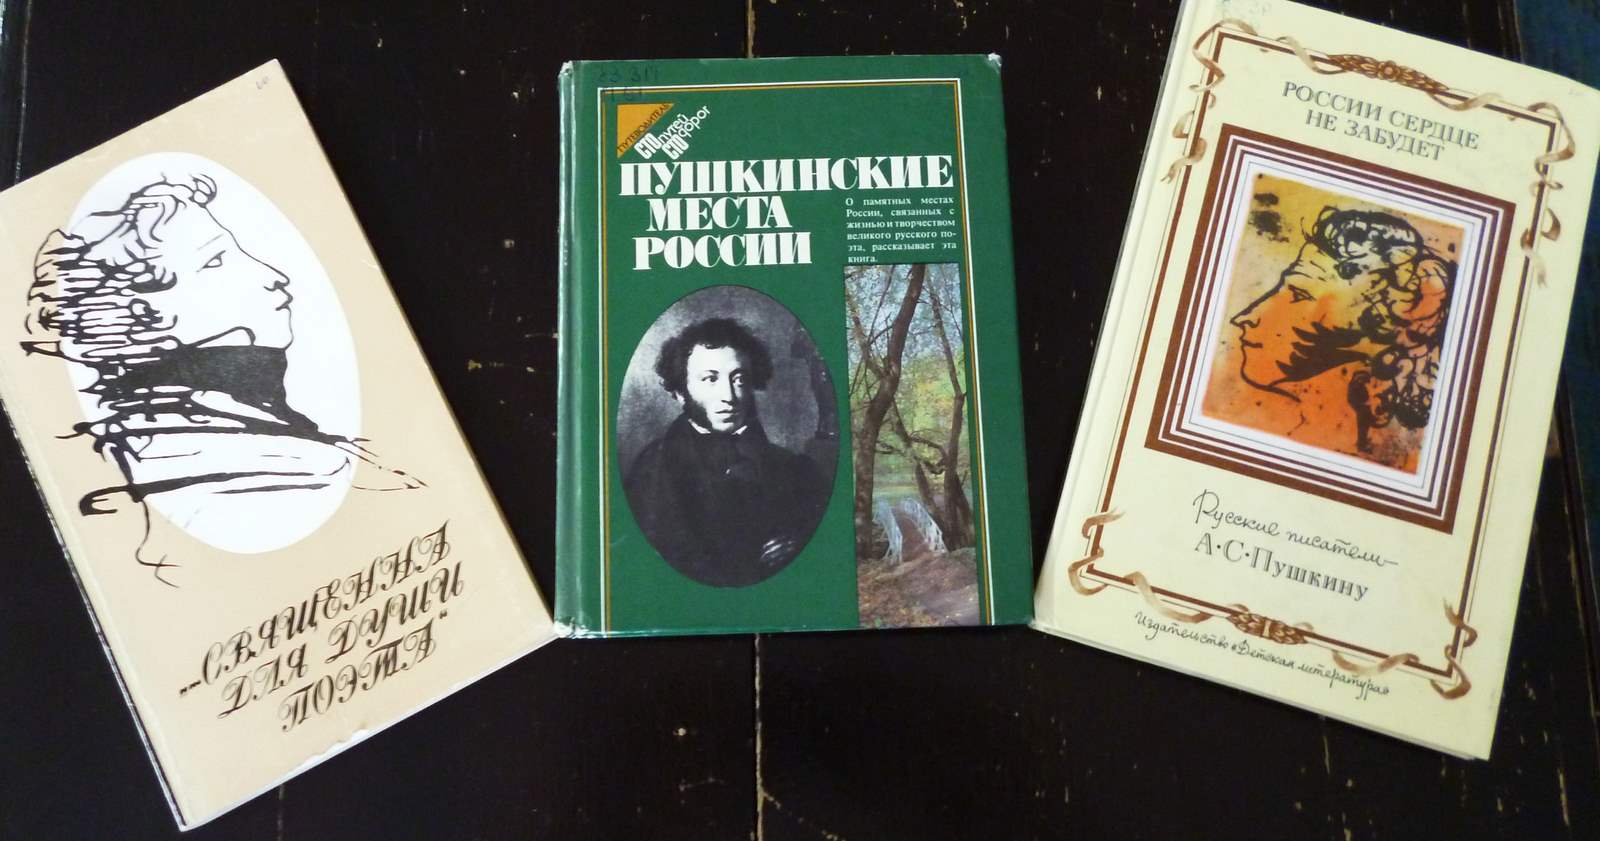 „...СВЯЩЕННА
ДЛЯ ДУШИ
ПОЭТА“
ПУТЕВОДИТЕЛЬ
СТО ПУТЕЙ
СТО ДОРОГ
ПУШКИНСКИЕ
МЕСТА
РОССИИ
О памятных местах
России, связанных с
жизнью и творчеством
великого русского по-
эта, рассказывает эта
книга.
РОССИИ СЕРДЦЕ
НЕ ЗАБУДЕТ
Русские писатели—
А·С·Пушкину
Издательство «Детская литература»